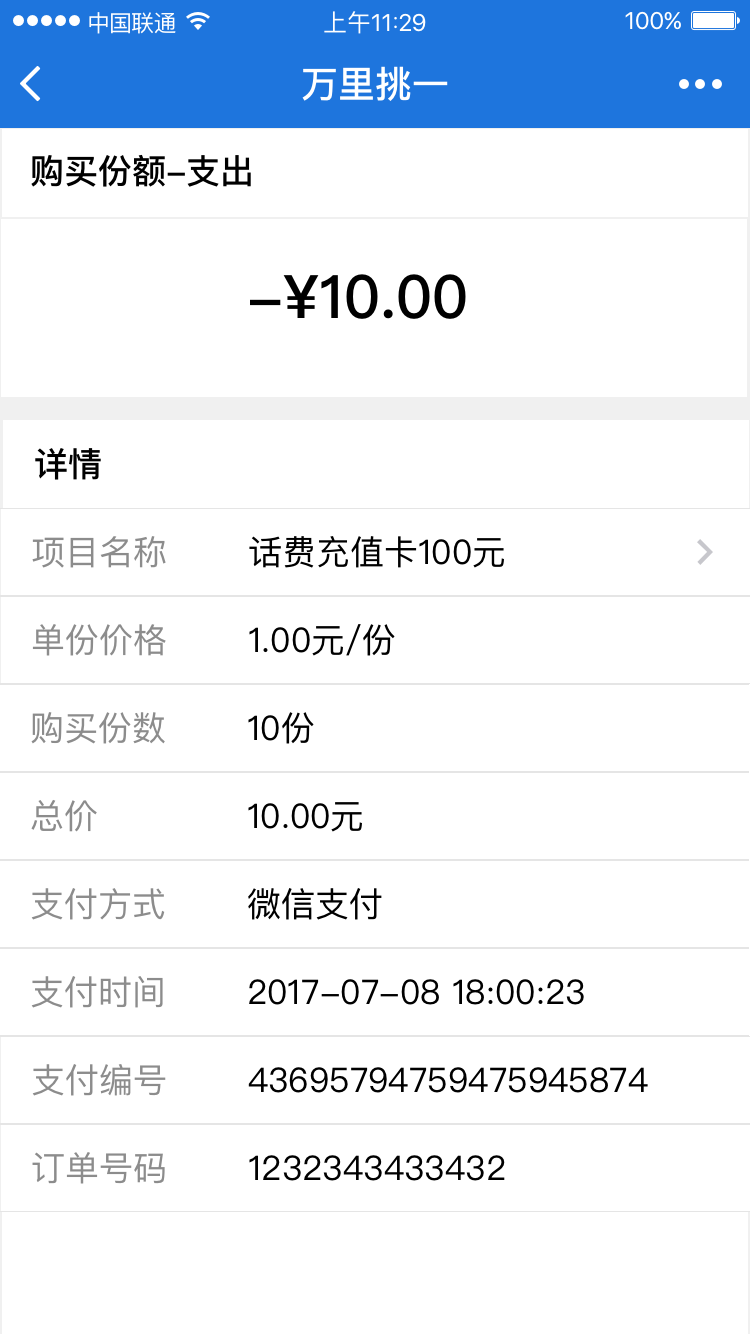 中国联通 上午11:29 100%
万里挑一
购买份额-支出
-¥10.00
详情
项目名称 话费充值卡100元
单份价格 1.00元/份
购买份数 10份
总价 10.00元
支付方式 微信支付
支付时间 2017-07-08 18:00:23
支付编号 43695794759475945874
订单号码 1232343433432